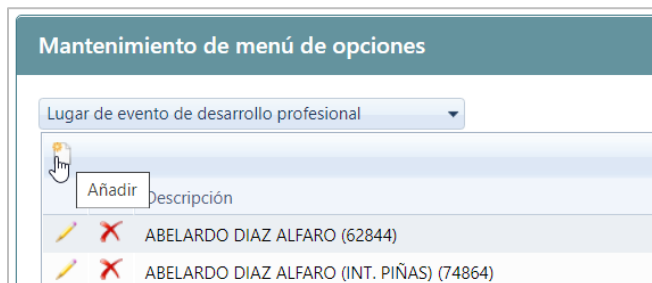 Mantenimiento de menú de opciones
Lugar de evento de desarrollo profesional
Añadir
Descripción
ABELARDO DIAZ ALFARO (62844)
ABELARDO DIAZ ALFARO (INT. PIÑAS) (74864)